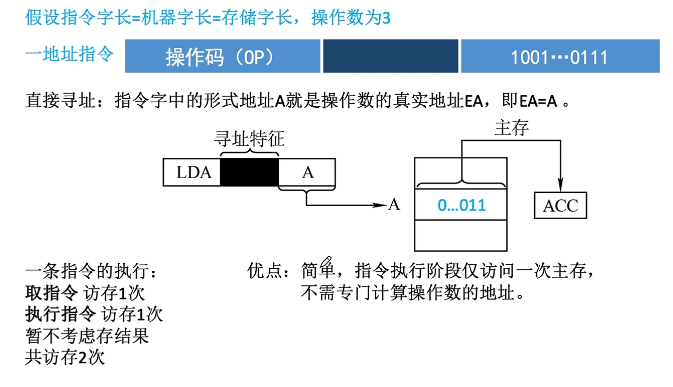 假设指令字长=机器字长=存储字长，操作数为3
一地址指令 操作码（OP） 1001…0111
直接寻址：指令字中的形式地址A就是操作数的真实地址EA，即EA=A 。
主存
寻址特征
LDA A
A 0…011 ACC
一条指令的执行： 优点：简单，指令执行阶段仅访问一次主存，
取指令 访存1次 不需专门计算操作数的地址。
执行指令 访存1次
暂不考虑存结果
共访存2次